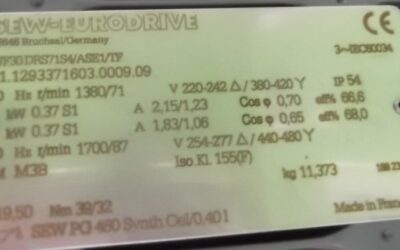 SEW-EURODRIVE
76646 Bruchsal/Germany
DRS71S4/ASE1/TF 3~IEC60034
1.1293371603.0009.09
Hz r/min 1380/71 V 220-242 Δ / 380-420 Y IP 54
kW 0.37 S1 A 2,15/1,23 Cos φ 0,70 eff% 66,6
kW 0.37 S1 A 1,83/1,06 Cos φ 0,65 eff% 68,0
Hz r/min 1700/87 V 254-277 Δ / 440-480 Y
M3B Iso.Kl. 155(F)
kg 11,373
19,50 Nm 39/32 Made in
SEW PG 460 Synth Oel/0.40 l